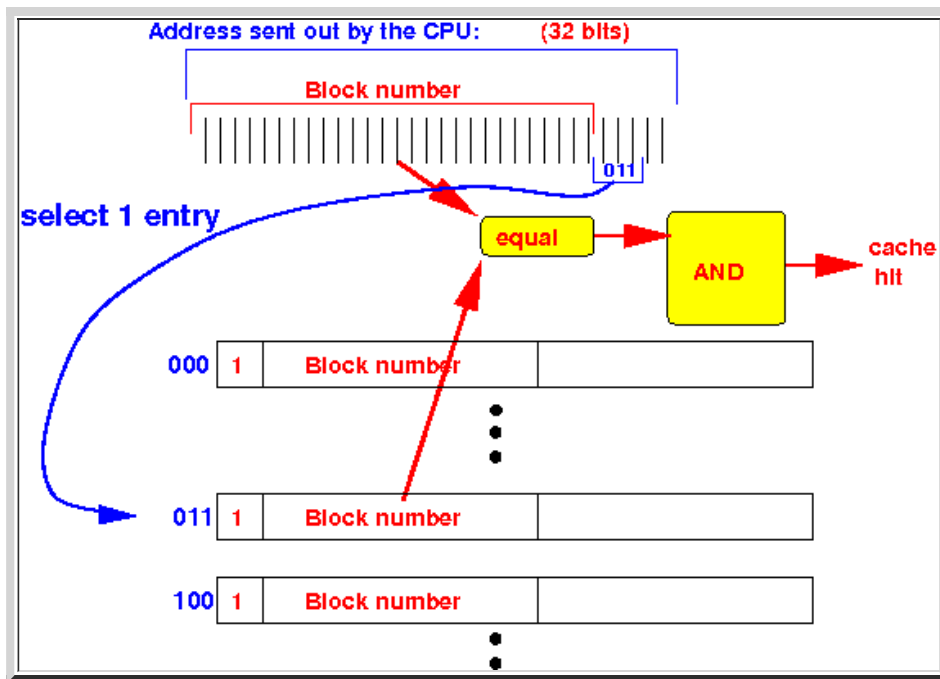 Address sent out by the CPU: (32 bits)
Block number
011
select 1 entry
equal
AND
cache
hit
000 1 Block number
011 1 Block number
100 1 Block number